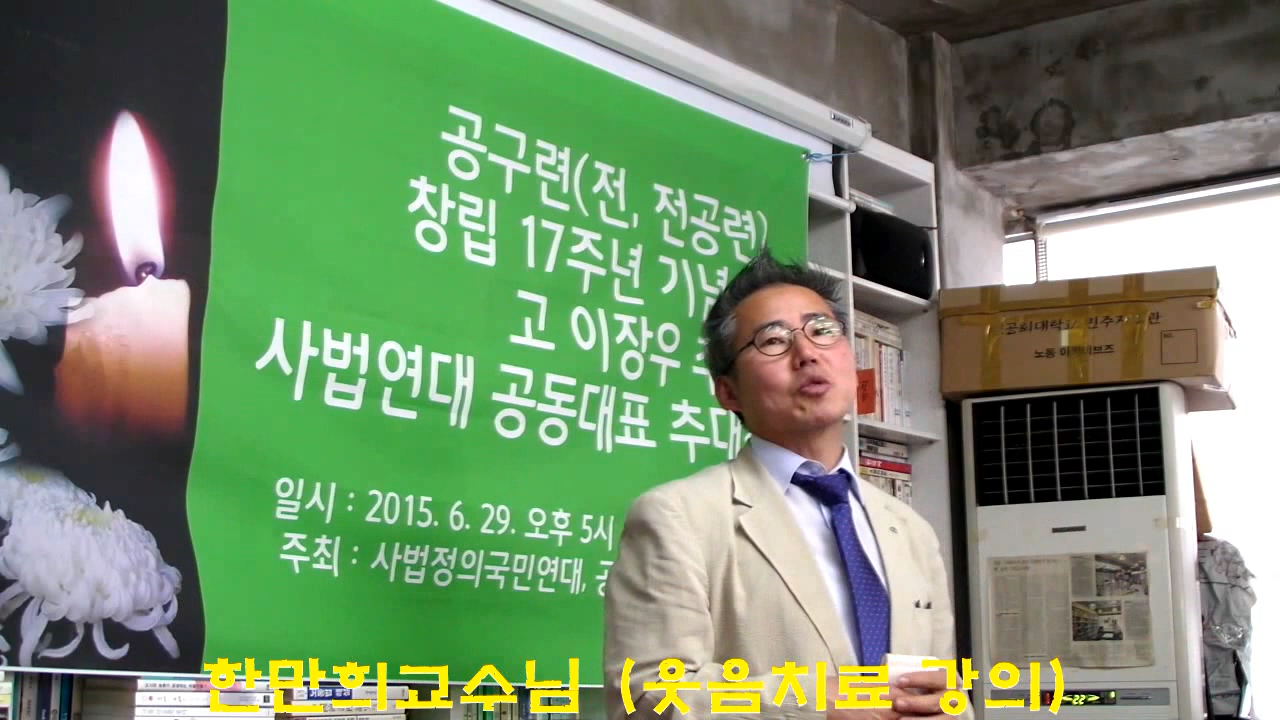 공구련(전, 전공련)
창립 17주년 기념
고 이장우
사법연대 공동대표 추대
일시 : 2015. 6. 29. 오후 5시
주최 : 사법정의국민연대,
노동
22
한만희교수님 (웃음치료 강의)